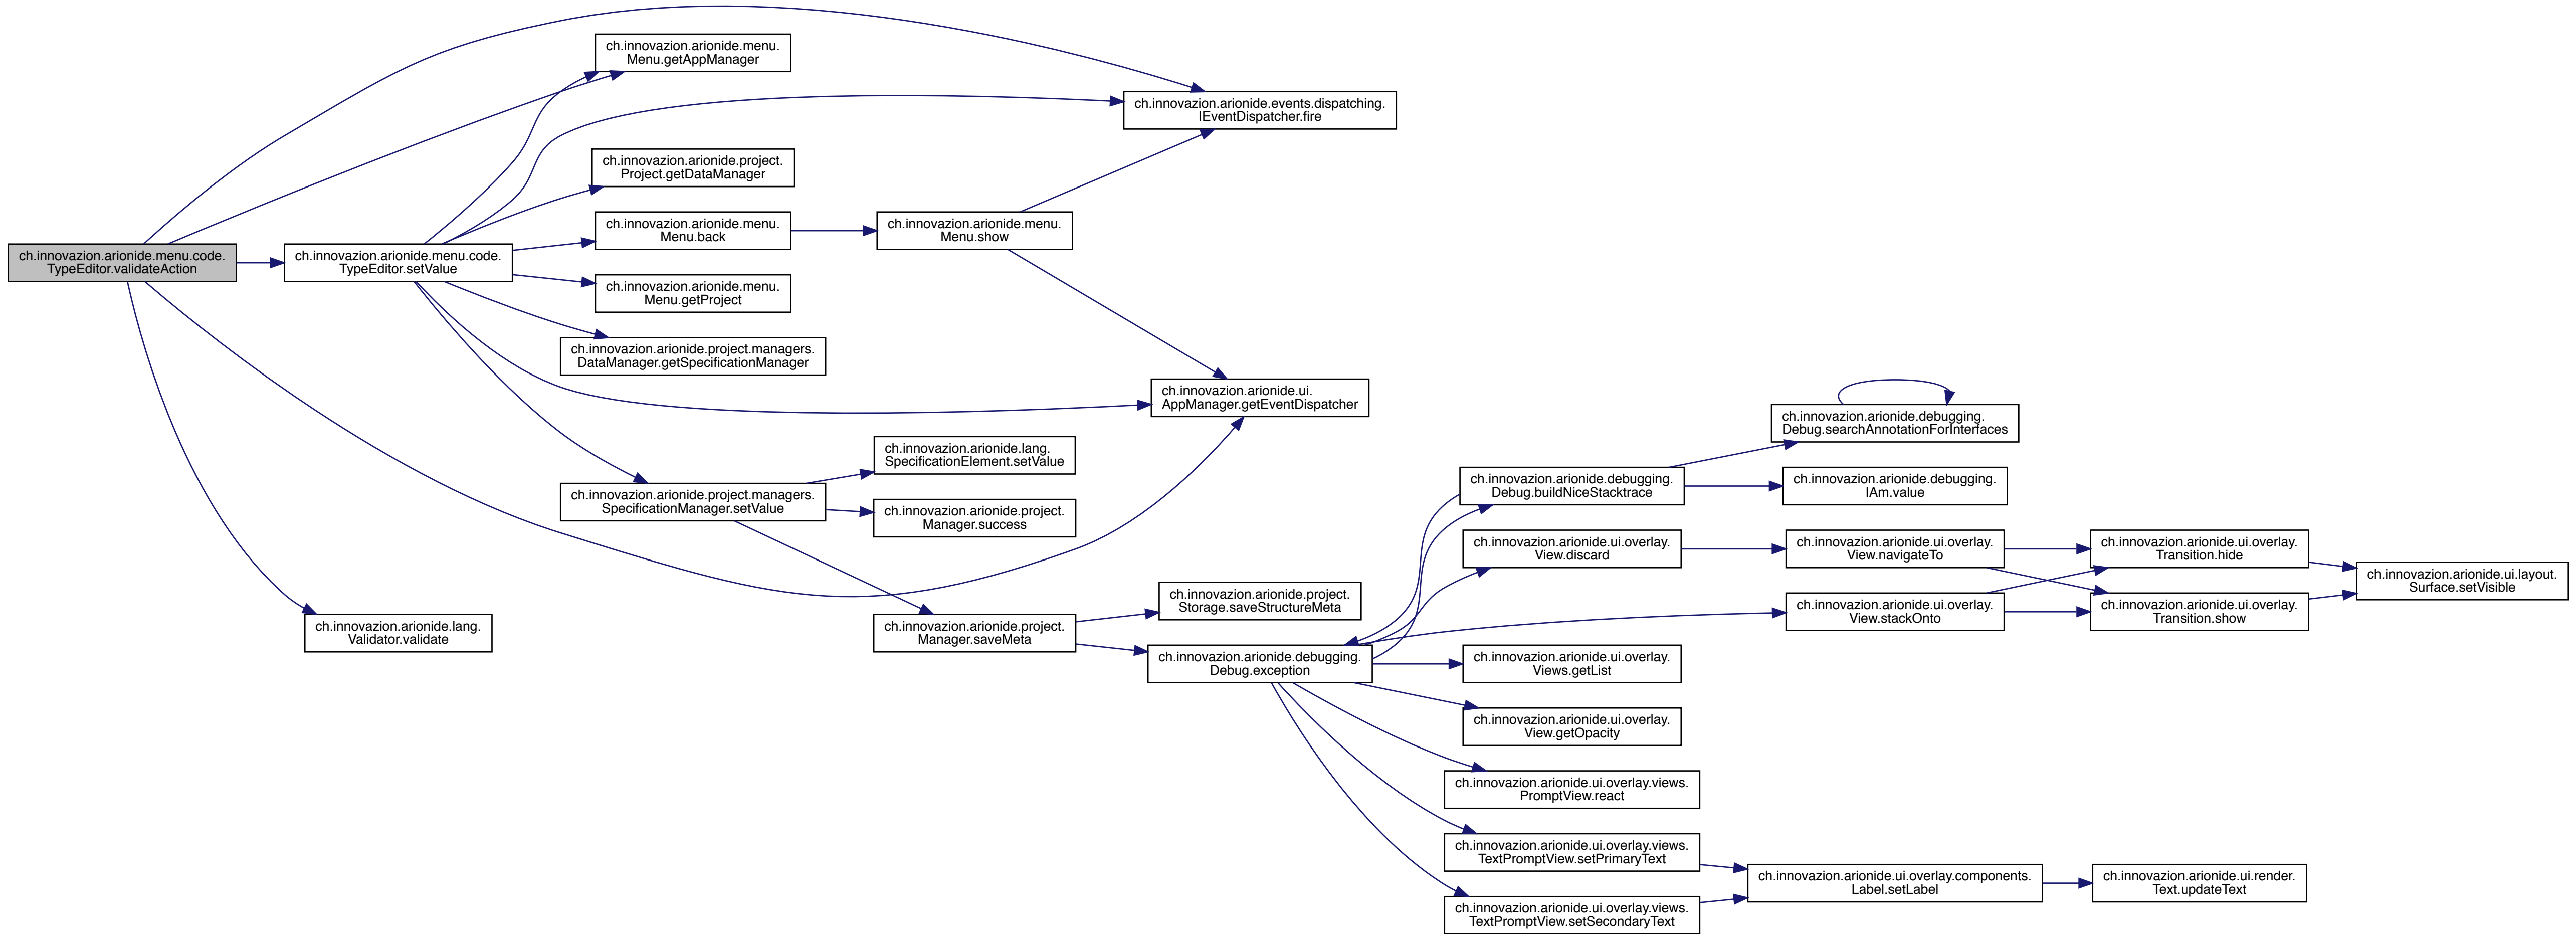 ch.innovazion.arionide.menu.code.
TypeEditor.validateAction
ch.innovazion.arionide.menu.code.
TypeEditor.setValue
ch.innovazion.arionide.lang.
Validator.validate
ch.innovazion.arionide.menu.
Menu.getAppManager
ch.innovazion.arionide.project.
Project.getDataManager
ch.innovazion.arionide.menu.
Menu.back
ch.innovazion.arionide.menu.
Menu.getProject
ch.innovazion.arionide.project.managers.
DataManager.getSpecificationManager
ch.innovazion.arionide.project.managers.
SpecificationManager.setValue
ch.innovazion.arionide.menu.
Menu.show
ch.innovazion.arionide.lang.
SpecificationElement.setValue
ch.innovazion.arionide.project.
Manager.success
ch.innovazion.arionide.project.
Manager.saveMeta
ch.innovazion.arionide.events.dispatching.
IEventDispatcher.fire
ch.innovazion.arionide.ui.
AppManager.getEventDispatcher
ch.innovazion.arionide.project.
Storage.saveStructureMeta
ch.innovazion.arionide.debugging.
Debug.exception
ch.innovazion.arionide.debugging.
Debug.buildNiceStacktrace
ch.innovazion.arionide.ui.overlay.
View.discard
ch.innovazion.arionide.ui.overlay.
Views.getList
ch.innovazion.arionide.ui.overlay.
View.getOpacity
ch.innovazion.arionide.ui.overlay.views.
PromptView.react
ch.innovazion.arionide.ui.overlay.views.
TextPromptView.setPrimaryText
ch.innovazion.arionide.ui.overlay.views.
TextPromptView.setSecondaryText
ch.innovazion.arionide.debugging.
Debug.searchAnnotationForInterfaces
ch.innovazion.arionide.debugging.
IAm.value
ch.innovazion.arionide.ui.overlay.
View.navigateTo
ch.innovazion.arionide.ui.overlay.
View.stackOnto
ch.innovazion.arionide.ui.overlay.components.
Label.setLabel
ch.innovazion.arionide.ui.overlay.
Transition.hide
ch.innovazion.arionide.ui.overlay.
Transition.show
ch.innovazion.arionide.ui.render.
Text.updateText
ch.innovazion.arionide.ui.layout.
Surface.setVisible